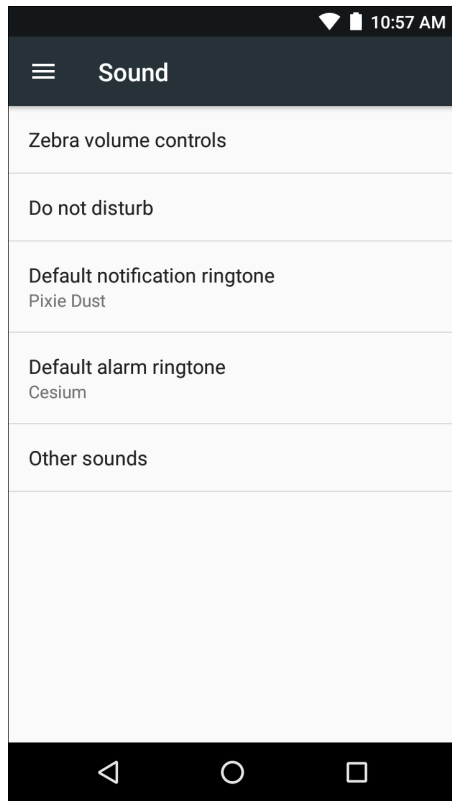 10:57 AM
Sound
Zebra volume controls
Do not disturb
Default notification ringtone
Pixie Dust
Default alarm ringtone
Cesium
Other sounds